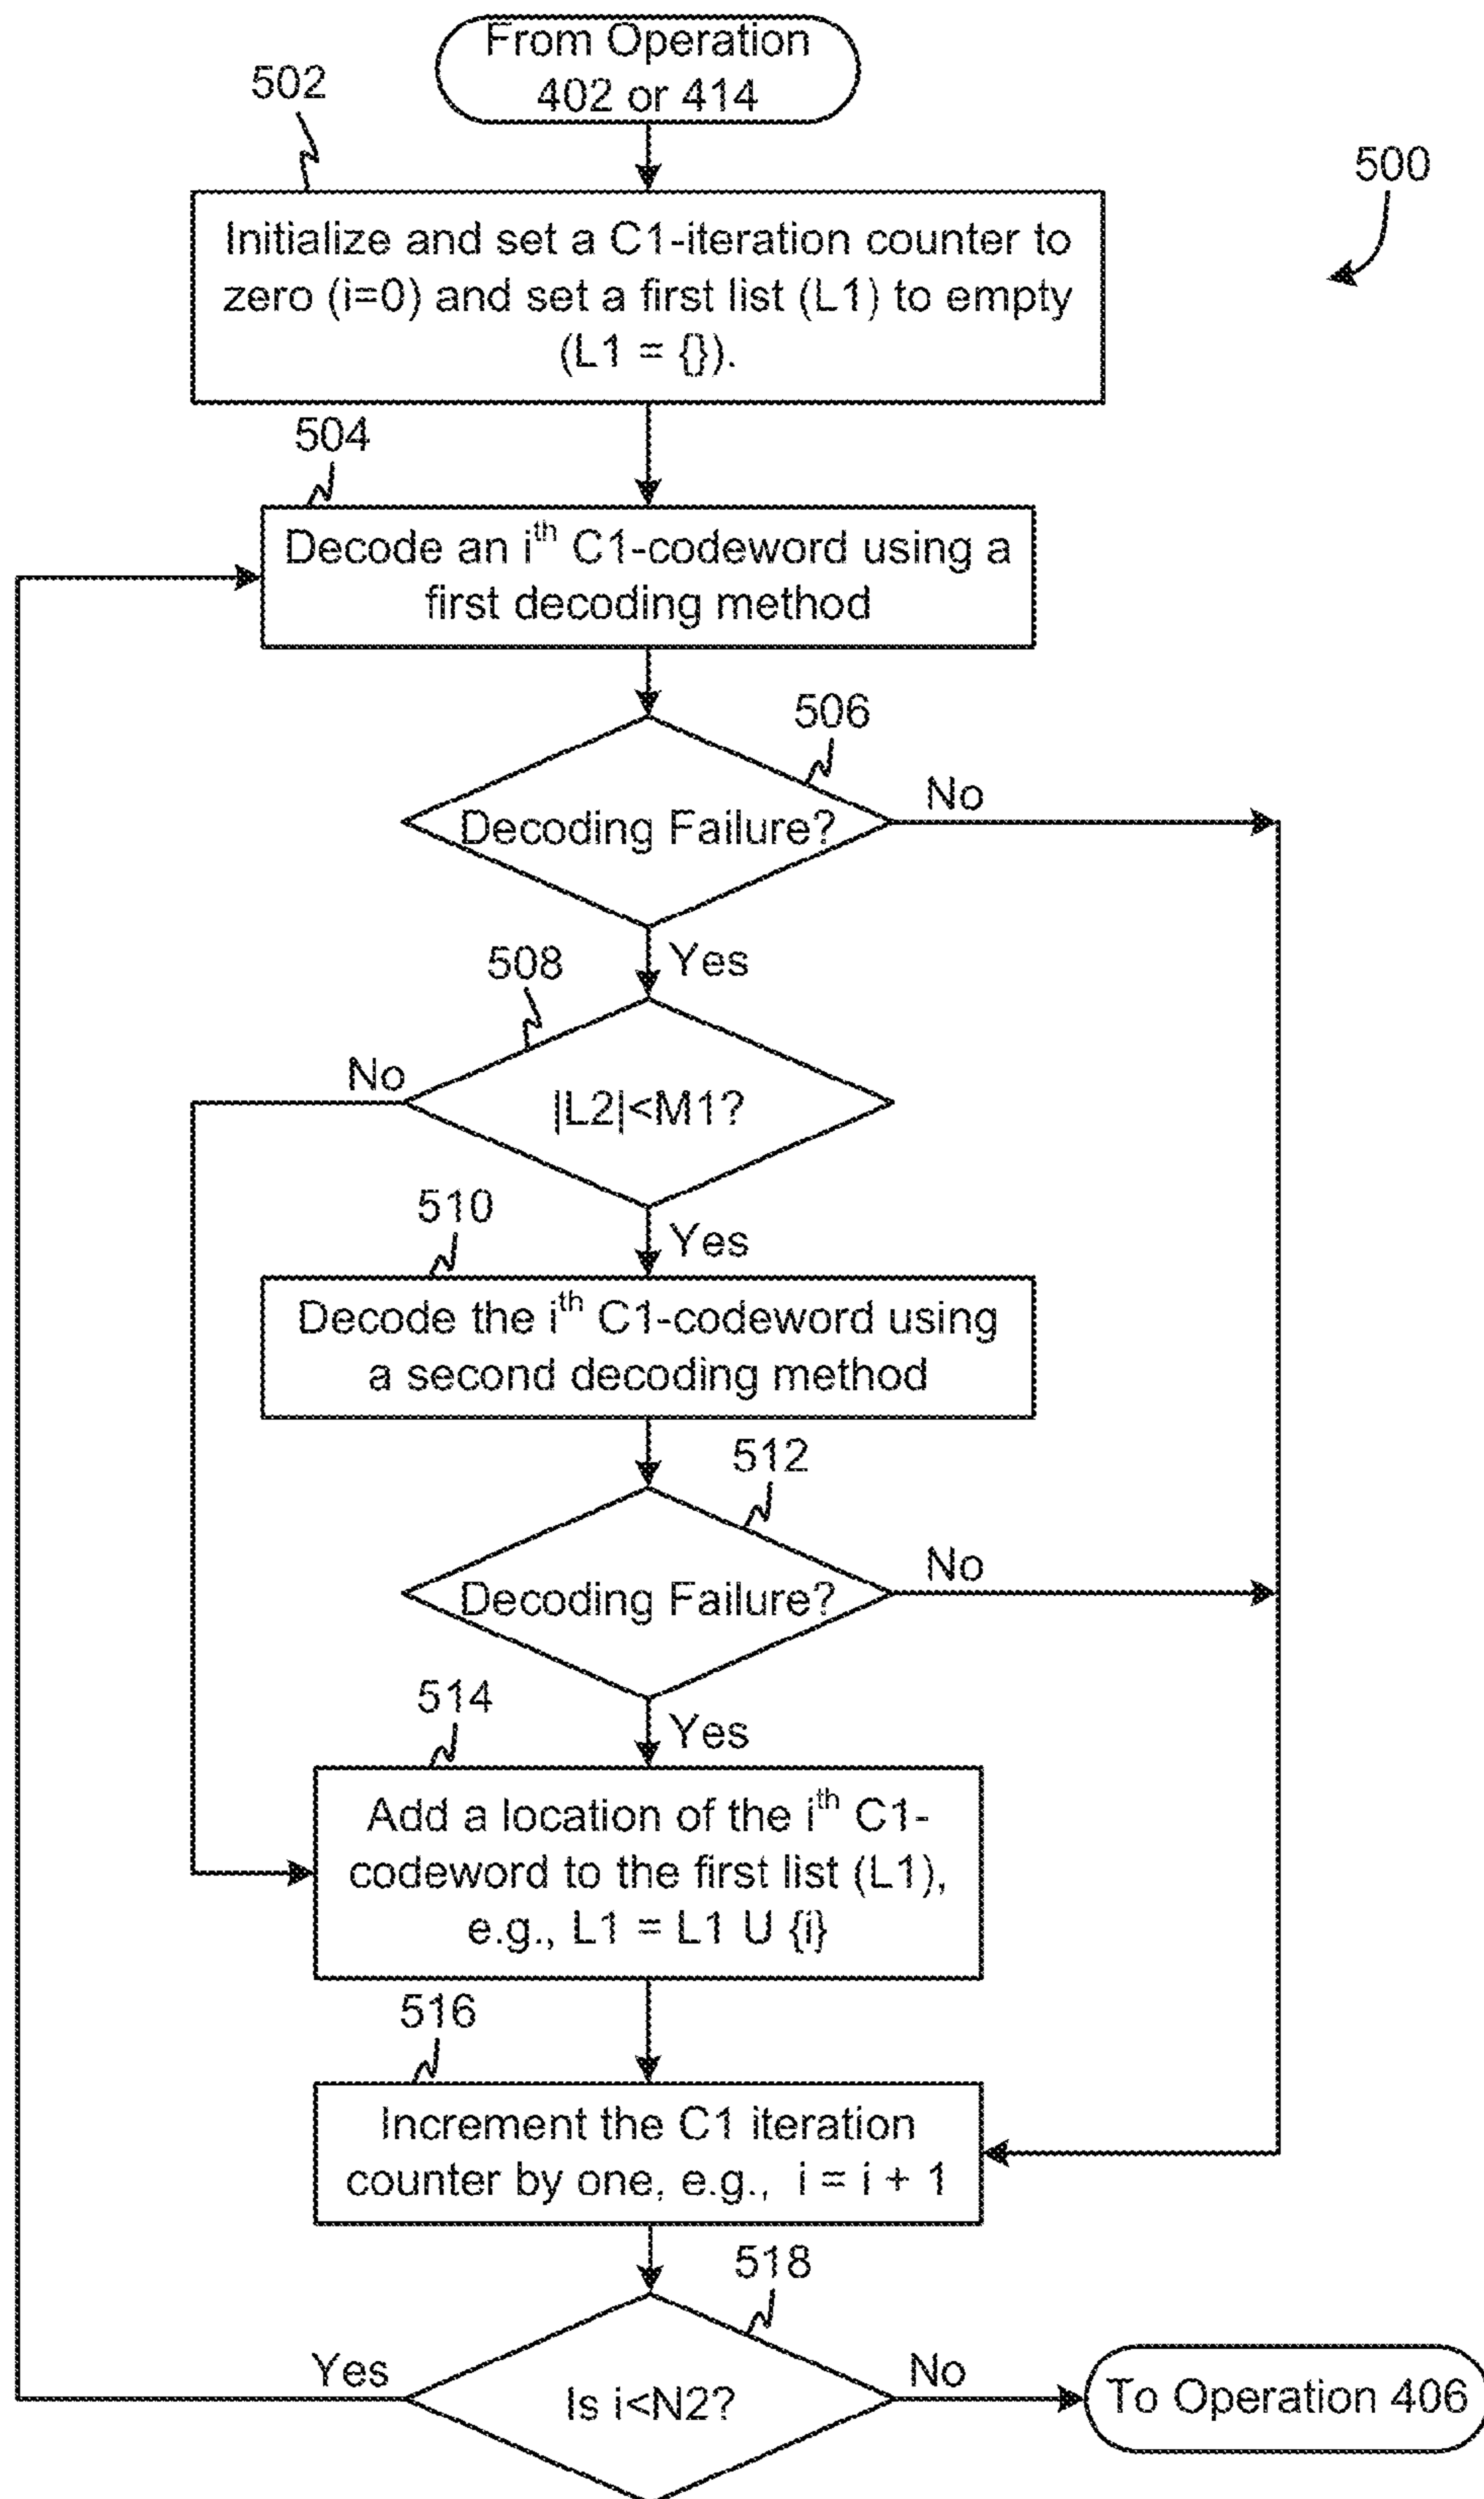 From Operation
402 or 414
502
500
Initialize and set a C1-iteration counter to
zero (i=0) and set a first list (L1) to empty
(L1 = {}).
504
Decode an ith C1-codeword using a
first decoding method
506
Decoding Failure?
No
Yes
508
No
|L2|<M1?
Yes
510
Decode the ith C1-codeword using
a second decoding method
512
Decoding Failure?
No
Yes
514
Add a location of the ith C1-
codeword to the first list (L1),
e.g., L1 = L1 U {i}
516
Increment the C1 iteration
counter by one, e.g., i = i + 1
518
Yes
Is i<N2?
No
To Operation 406